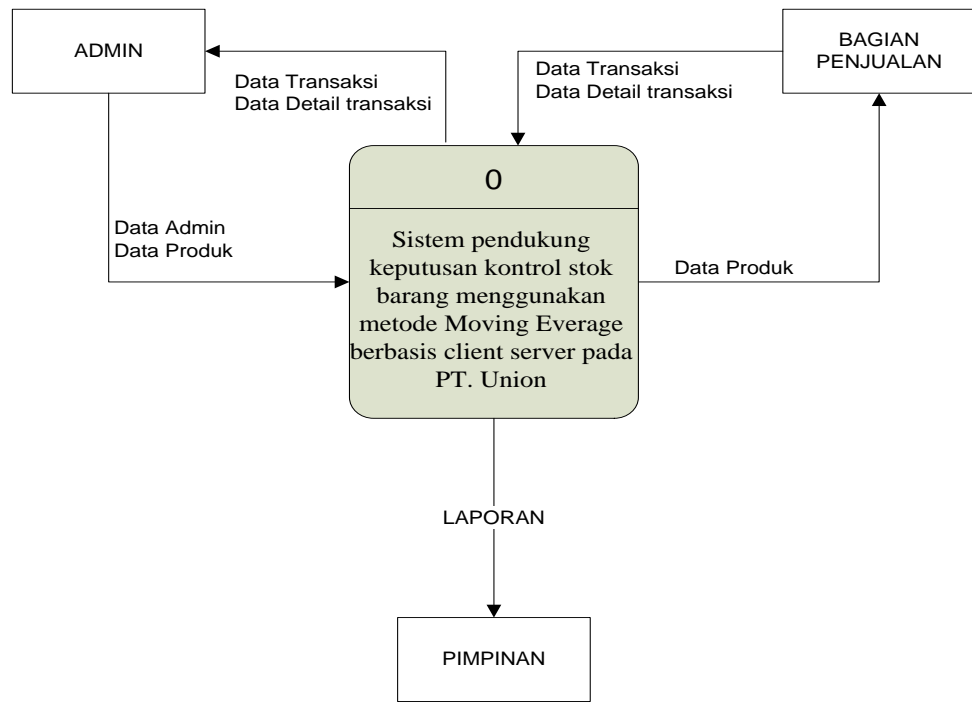 ADMIN
BAGIAN
PENJUALAN
Data Transaksi
Data Detail transaksi
Data Transaksi
Data Detail transaksi
0
Data Admin
Data Produk
Sistem pendukung
keputusan kontrol stok
barang menggunakan
metode Moving Everage
berbasis client server pada
PT. Union
Data Produk
LAPORAN
PIMPINAN